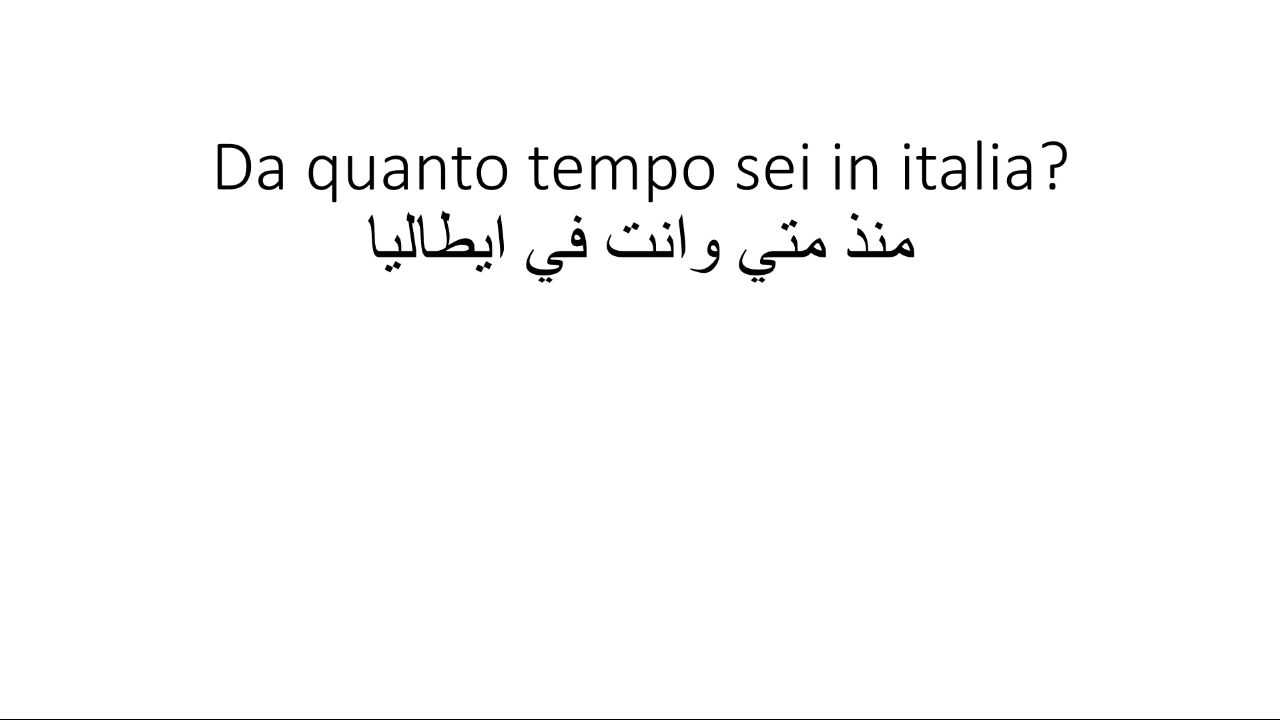 Da quanto tempo sei in italia?
منذ متي وانت في ايطاليا